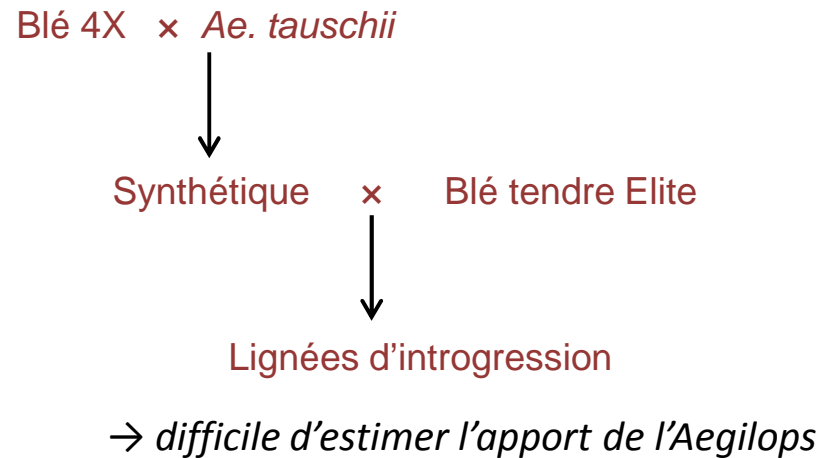 Blé 4X × Ae. tauschii
Synthétique × Blé tendre Elite
Lignées d’introgression
→ difficile d’estimer l’apport de l’Aegilops